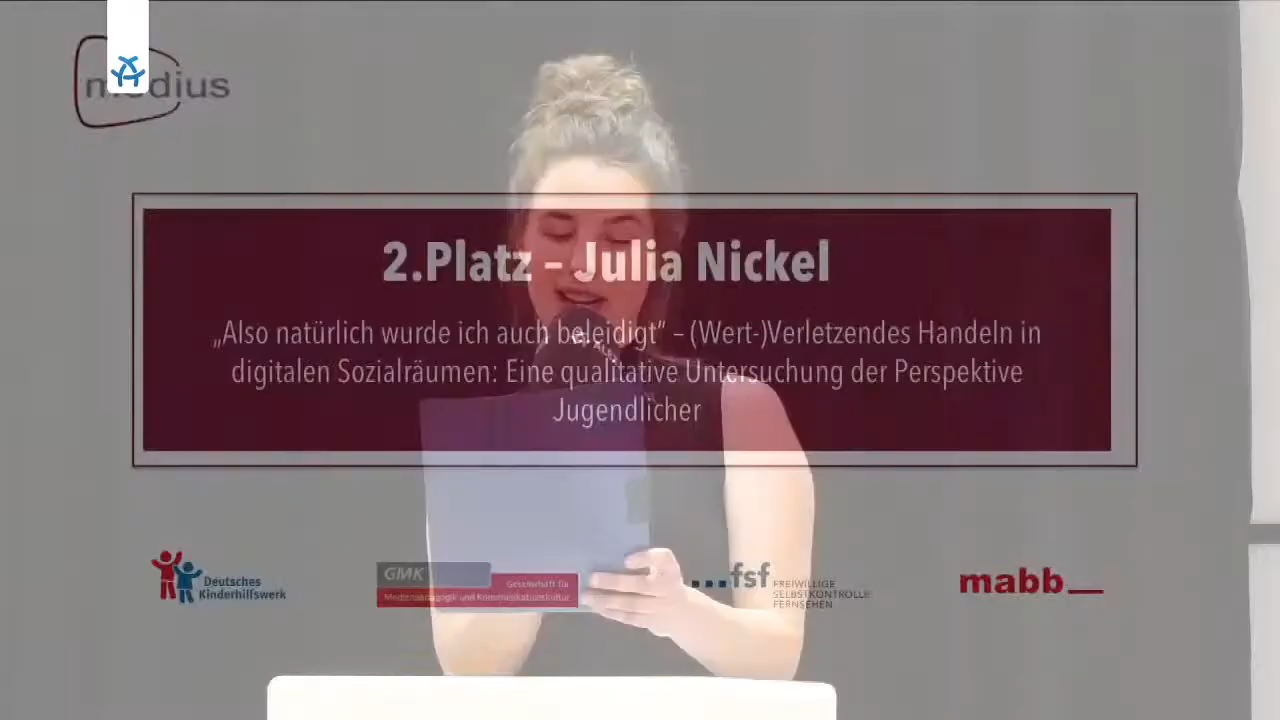 medius
2.Platz – Julia Nickel
„Also natürlich wurde ich auch beleidigt“ – (Wert-)Verletzendes Handeln in
digitalen Sozialräumen: Eine qualitative Untersuchung der Perspektive
Jugendlicher
Deutsches
Kinderhilfswerk
GMK
Gesellschaft für
Medienpädagogik und Kommunikationskultur
...fsf
FREIWILLIGE
SELBSTKONTROLLE
FERNSEHEN
mabb